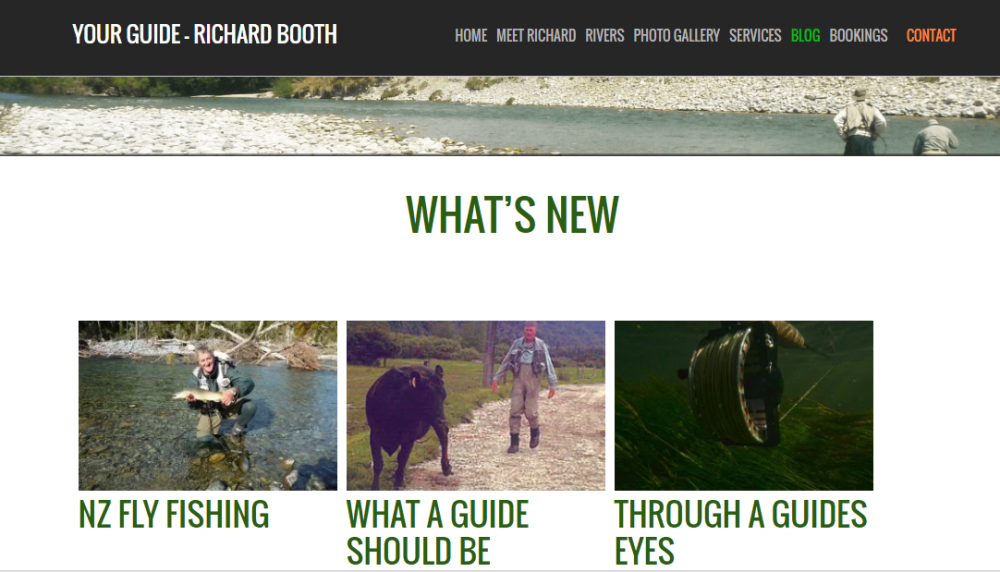 YOUR GUIDE - RICHARD BOOTH
HOME MEET RICHARD RIVERS PHOTO GALLERY SERVICES BLOG BOOKINGS CONTACT
WHAT'S NEW
NZ FLY FISHING
WHAT A GUIDE
SHOULD BE
THROUGH A GUIDES
EYES